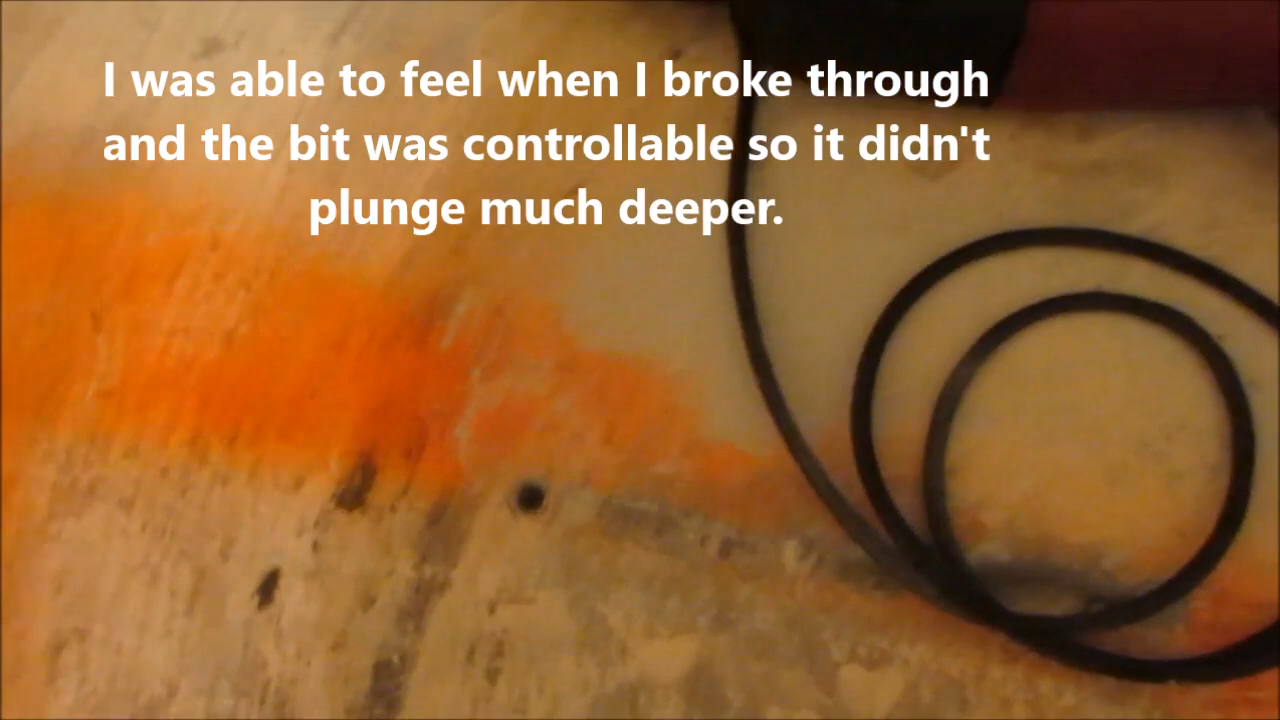 I was able to feel when I broke through
and the bit was controllable so it didn't
plunge much deeper.